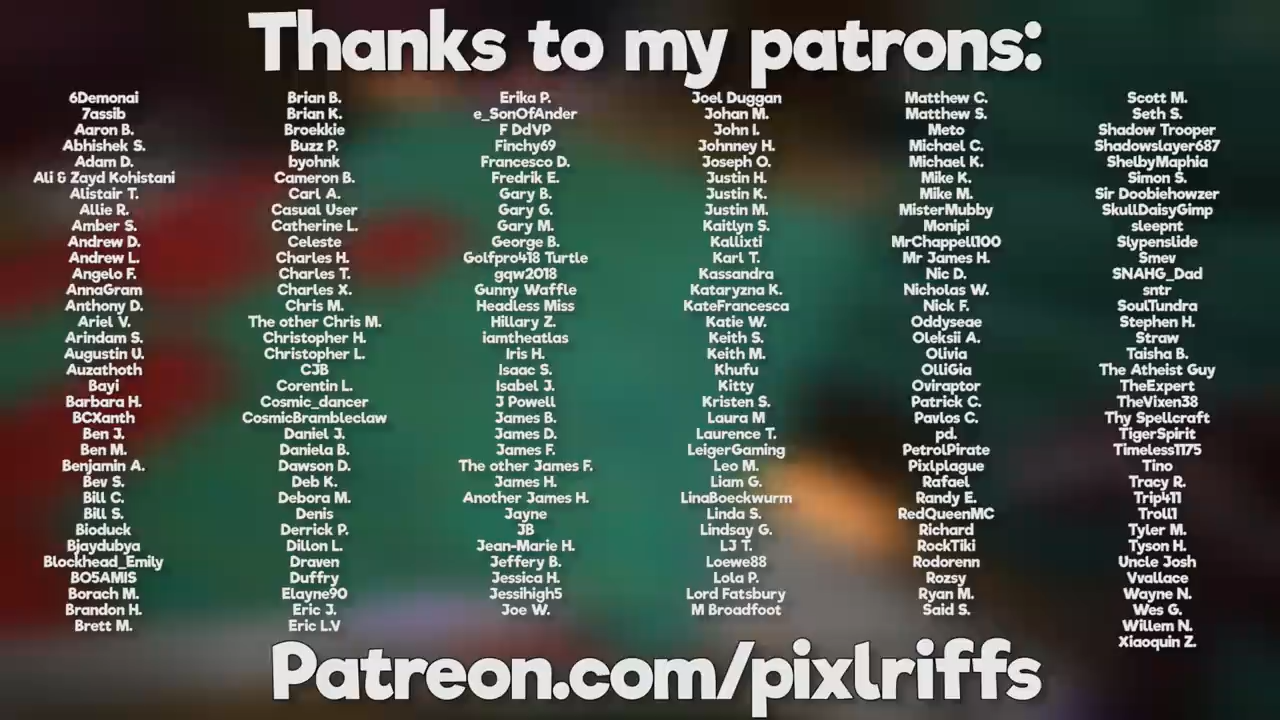 Thanks to my patrons:
6Demonai
7assib
Aaron B.
Abhishek S.
Adam D.
Ali & Zayd Kohistani
Alistair T.
Allie R.
Amber S.
Andrew D.
Andrew L.
Angelo F.
AnnaGram
Anthony D.
Ariel V.
Arindam S.
Augustin U.
Auzathoth
Bayi
Barbara H.
BCXanth
Ben J.
Ben M.
Benjamin A.
Bev S.
Bill C.
Bill S.
Bioduck
Bjaydubya
Blockhead_Emily
BO5AMIS
Borach M.
Brandon H.
Brett M.
Brian B.
Brian K.
Broekkie
Buzz P.
byohnk
Cameron B.
Carl A.
Casual User
Catherine L.
Celeste
Charles H.
Charles T.
Charles X.
Chris M.
The other Chris M.
Christopher H.
Christopher L.
CJB
Corentin L.
Cosmic_dancer
CosmicBrambleclaw
Daniel J.
Daniela B.
Dawson D.
Deb K.
Debora M.
Denis
Derrick P.
Dillon L.
Draven
Duffry
Elayne90
Eric J.
Eric L.V
Erika P.
e_SonOfAnder
F DdVP
Finchy69
Francesco D.
Fredrik E.
Gary B.
Gary G.
Gary M.
George B.
Golfpro418 Turtle
gqw2018
Gunny Waffle
Headless Miss
Hillary Z.
iamtheatlas
Iris H.
Isaac S.
Isabel J.
J Powell
James B.
James D.
James F.
The other James F.
James H.
Another James H.
Jayne
JB
Jean-Marie H.
Jeffery B.
Jessica H.
Jessihigh5
Joe W.
Joel Duggan
Johan M.
John I.
Johnney H.
Joseph O.
Justin H.
Justin K.
Justin M.
Kaitlyn S.
Kallixti
Karl T.
Kassandra
Kataryzna K.
KateFrancesca
Katie W.
Keith S.
Keith M.
Khufu
Kitty
Kristen S.
Laura M
Laurence T.
LeigerGaming
Leo M.
Liam G.
LinaBoeckwurm
Linda S.
Lindsay G.
LJ T.
Loewe88
Lola P.
Lord Fatsbury
M Broadfoot
Matthew C.
Matthew S.
Meto
Michael C.
Michael K.
Mike K.
Mike M.
MisterMubby
Monipi
MrChappell100
Mr James H.
Nic D.
Nicholas W.
Nick F.
Oddyseae
Oleksii A.
Olivia
OlliGia
Oviraptor
Patrick C.
Pavlos C.
pd.
PetrolPirate
Pixlplague
Rafael
Randy E.
RedQueenMC
Richard
RockTiki
Rodorenn
Rozsy
Ryan M.
Said S.
Scott M.
Seth S.
Shadow Trooper
Shadowslayer687
ShelbyMaphia
Simon S.
Sir Doobiehowzer
SkullDaisyGimp
sleepnt
Slypenslide
Smev
SNAHG_Dad
sntr
SoulTundra
Stephen H.
Straw
Taisha B.
The Atheist Guy
TheExpert
TheVixen38
Thy Spellcraft
TigerSpirit
Timeless1175
Tino
Tracy R.
Trip411
Troll1
Tyler M.
Tyson H.
Uncle Josh
Vvallace
Wayne N.
Wes G.
Willem N.
Xiaoquin Z.
Patreon.com/pixlriffs